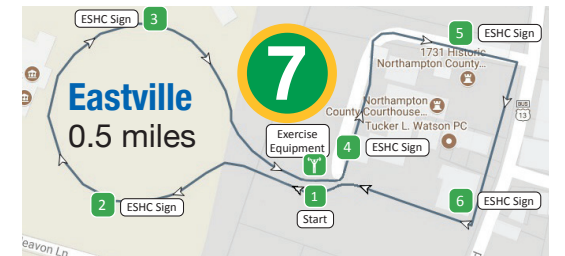 ESHC Sign
3
5
ESHC Sign
7
1731 Historic
Northampton County...
Eastville
0.5 miles
Northampton
County Courthouse...
BUS
13
Exercise
Equipment
Tucker L. Watson PC
4
ESHC Sign
1
Start
2
ESHC Sign
6
ESHC Sign
eavon Ln